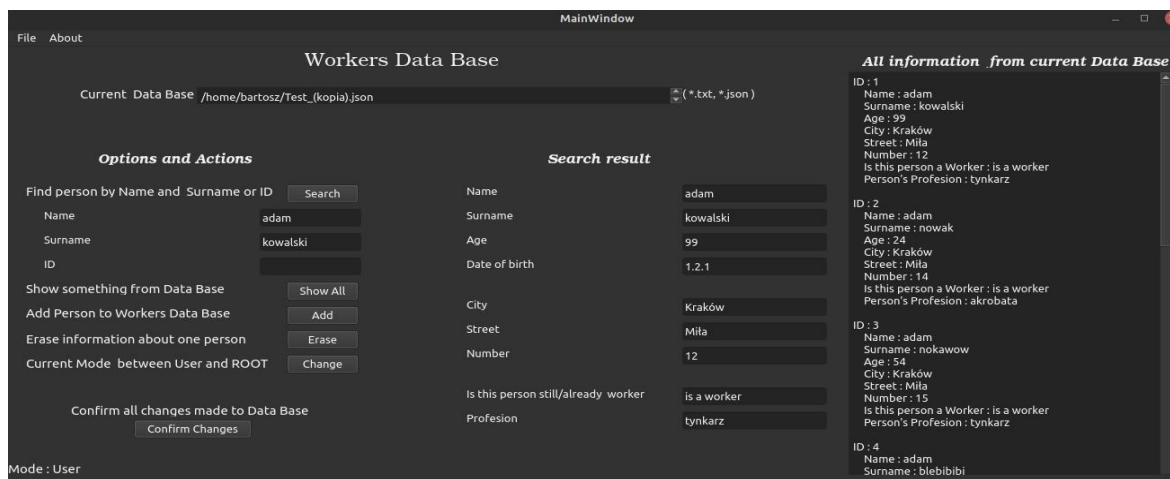 MainWindow
File About
Workers Data Base
Current Data Base /home/bartosz/Test_(kopia).json (*.txt, *.json )
Options and Actions
Find person by Name and Surname or ID Search
Name adam
Surname kowalski
ID
Show something from Data Base Show All
Add Person to Workers Data Base Add
Erase information about one person Erase
Current Mode between User and ROOT Change
Confirm all changes made to Data Base
Confirm Changes
Mode : User
Search result
Name adam
Surname kowalski
Age 99
Date of birth 1.2.1
City Kraków
Street Miła
Number 12
Is this person still/already worker is a worker
Profesion tynkarz
All information from current Data Base
ID : 1
Name : adam
Surname : kowalski
Age : 99
City : Kraków
Street : Miła
Number : 12
Is this person a Worker : is a worker
Person's Profesion : tynkarz
ID : 2
Name : adam
Surname : nowak
Age : 24
City : Kraków
Street : Miła
Number : 14
Is this person a Worker : is a worker
Person's Profesion : akrobata
ID : 3
Name : adam
Surname : nokawow
Age : 54
City : Kraków
Street : Miła
Number : 15
Is this person a Worker : is a worker
Person's Profesion : tynkarz
ID : 4
Name : adam
Surname : blebibibi